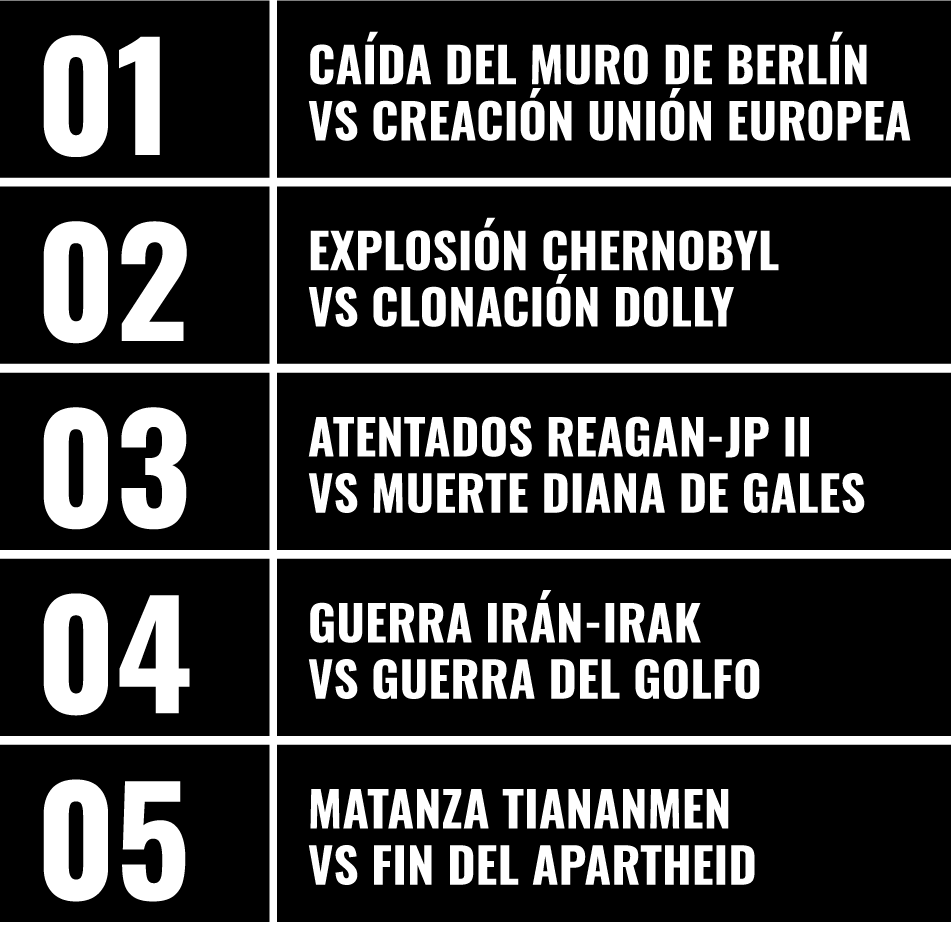 01
CAÍDA DEL MURO DE BERLÍN
VS CREACIÓN UNIÓN EUROPEA
02
EXPLOSIÓN CHERNOBYL
VS CLONACIÓN DOLLY
03
ATENTADOS REAGAN-JP II
VS MUERTE DIANA DE GALES
04
GUERRA IRÁN-IRAK
VS GUERRA DEL GOLFO
05
MATANZA TIANANMEN
VS FIN DEL APARTHEID